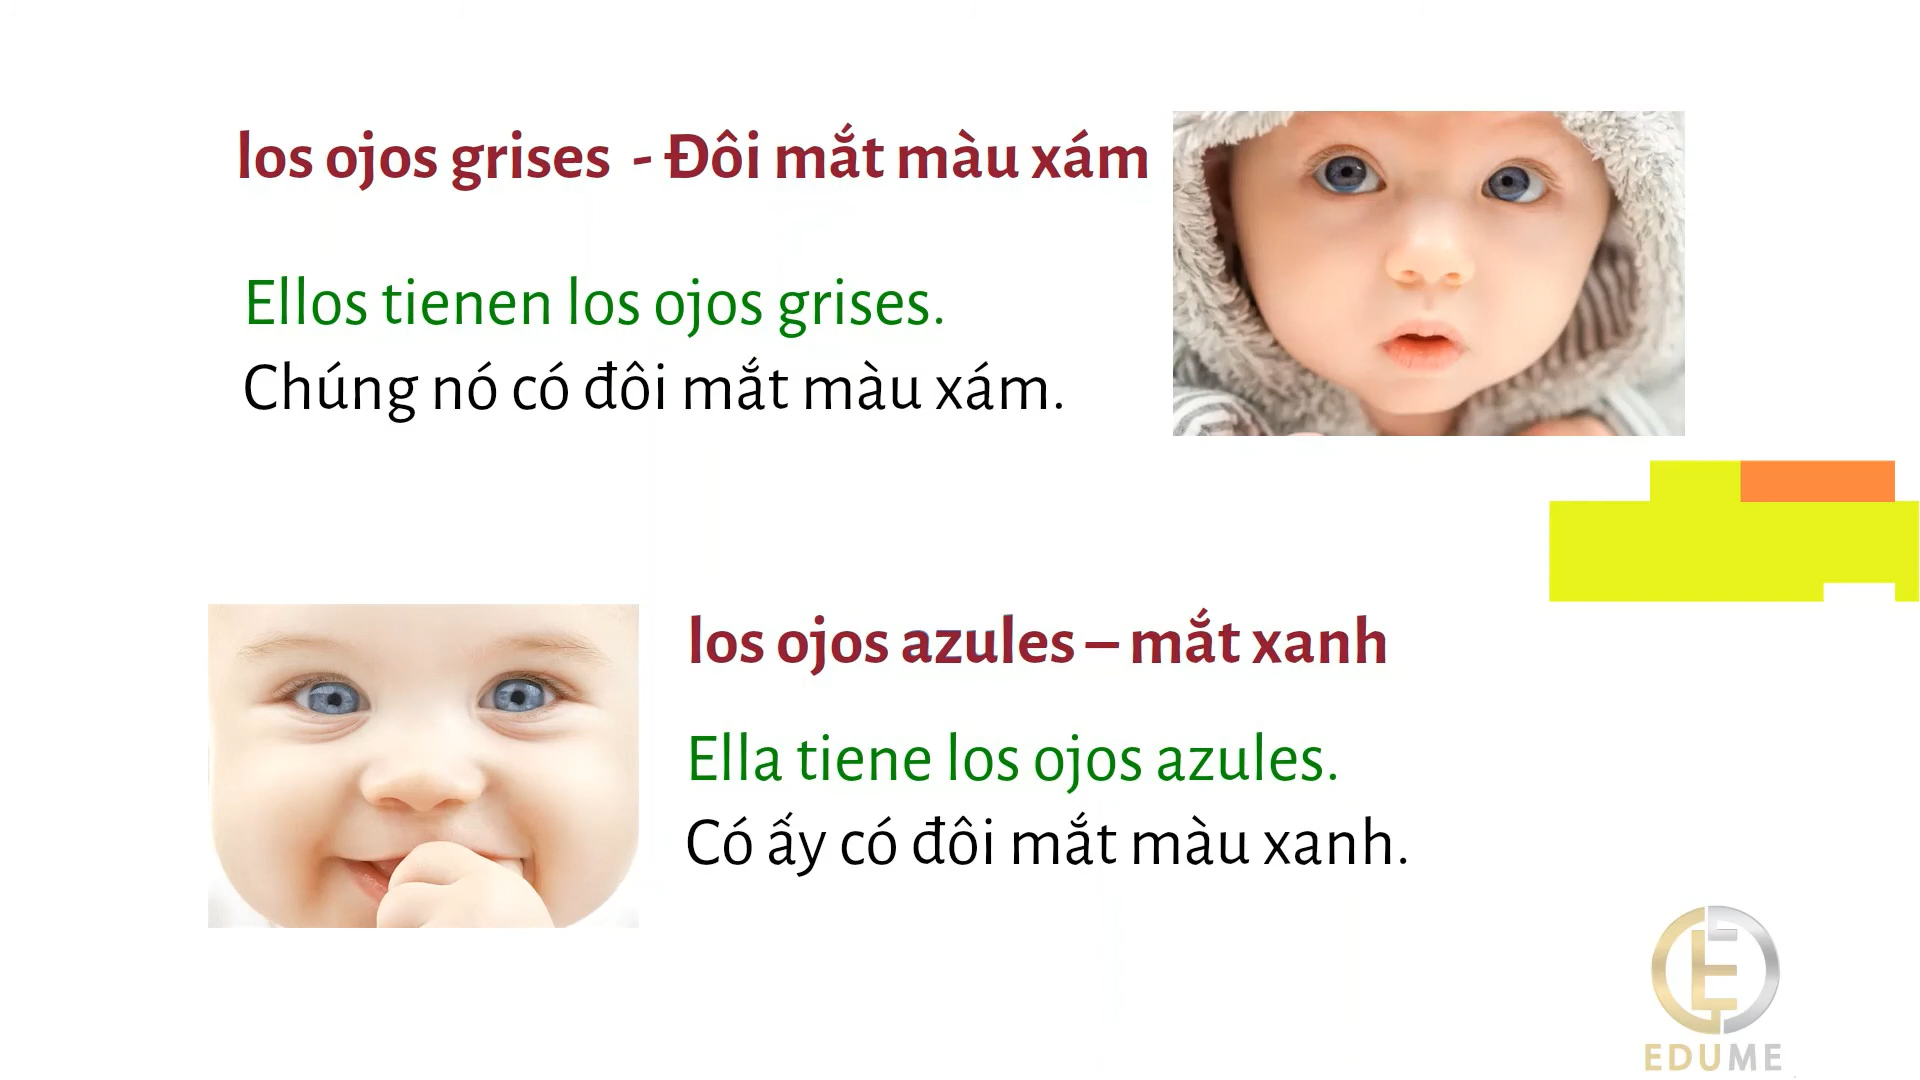 los ojos grises - Đôi mắt màu xám
Ellos tienen los ojos grises.
Chúng nó có đôi mắt màu xám.
los ojos azules – mắt xanh
Ella tiene los ojos azules.
Có ấy có đôi mắt màu xanh.
EDUME